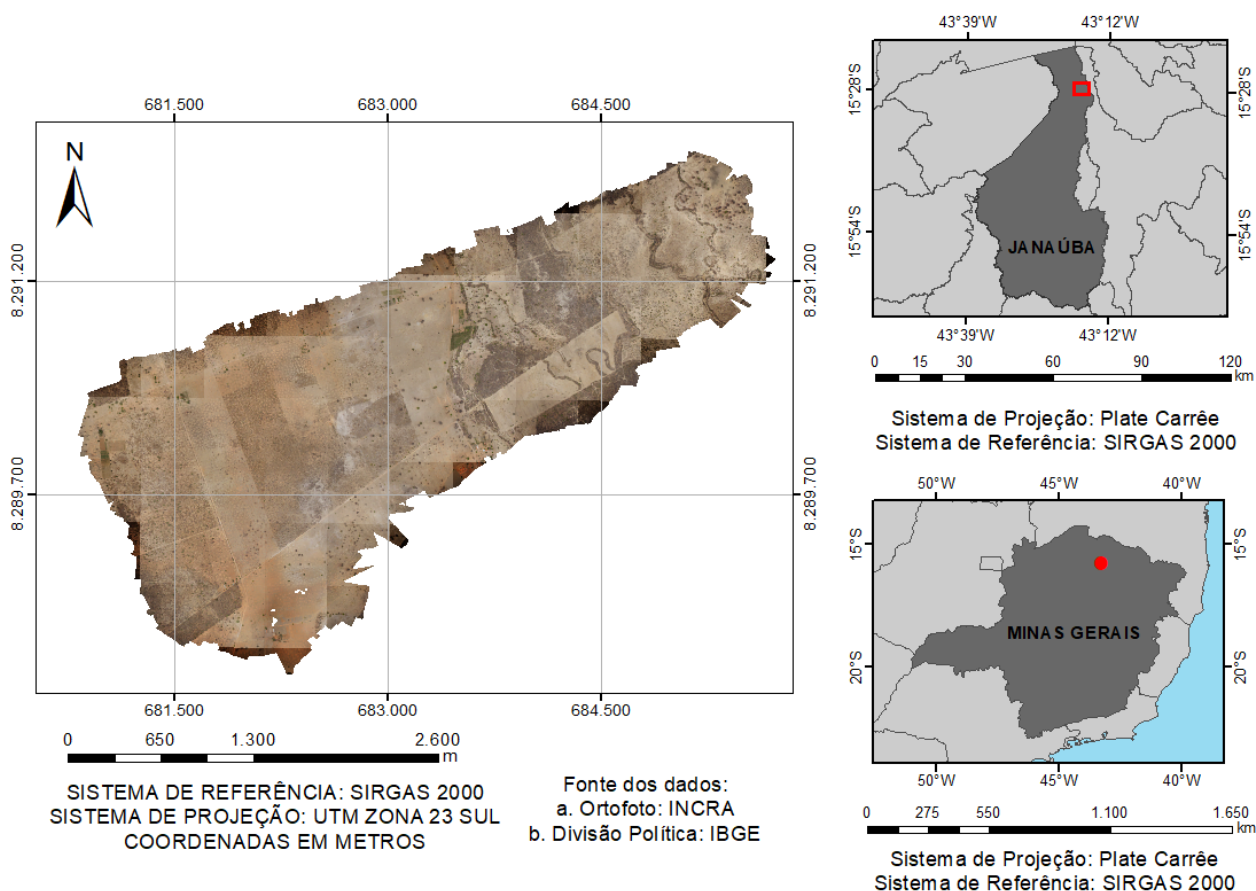 681.500 683.000 684.500
N
8.291.200 8.291.200
8.289.700 8.289.700
681.500 683.000 684.500
0 650 1.300 2.600
m
SISTEMA DE REFERÊNCIA: SIRGAS 2000
SISTEMA DE PROJEÇÃO: UTM ZONA 23 SUL
COORDENADAS EM METROS
Fonte dos dados:
a. Ortofoto: INCRA
b. Divisão Política: IBGE
43°39'W 43°12'W
15°28'S 15°28'S
15°54'S 15°54'S
JANAÚBA
43°39'W 43°12'W
0 15 30 60 90 120
km
Sistema de Projeção: Plate Carrêe
Sistema de Referência: SIRGAS 2000
50°W 45°W 40°W
15°S 15°S
MINAS GERAIS
20°S 20°S
50°W 45°W 40°W
0 275 550 1.100 1.650
km
Sistema de Projeção: Plate Carrêe
Sistema de Referência: SIRGAS 2000